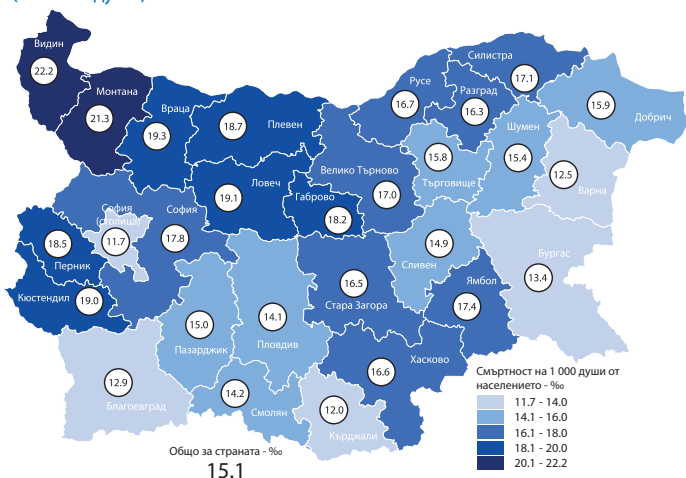 Видин
22.2
Монтана
21.3
Враца
19.3
Плевен
18.7
Ловеч
19.1
Габрово
18.2
Велико Търново
17.0
Русе
16.7
Силистра
17.1
Разград
16.3
Добрич
15.9
Шумен
15.4
Търговище
15.8
Варна
12.5
Бургас
13.4
Сливен
14.9
Ямбол
17.4
Стара Загора
16.5
Хасково
16.6
Кърджали
12.0
Смолян
14.2
Пловдив
14.1
Пазарджик
15.0
Благоевград
12.9
Кюстендил
19.0
Перник
18.5
София
(столица)
11.7
София
17.8
Общо за страната - ‰
15.1
Смъртност на 1 000 души от
населението - ‰
11.7 - 14.0
14.1 - 16.0
16.1 - 18.0
18.1 - 20.0
20.1 - 22.2